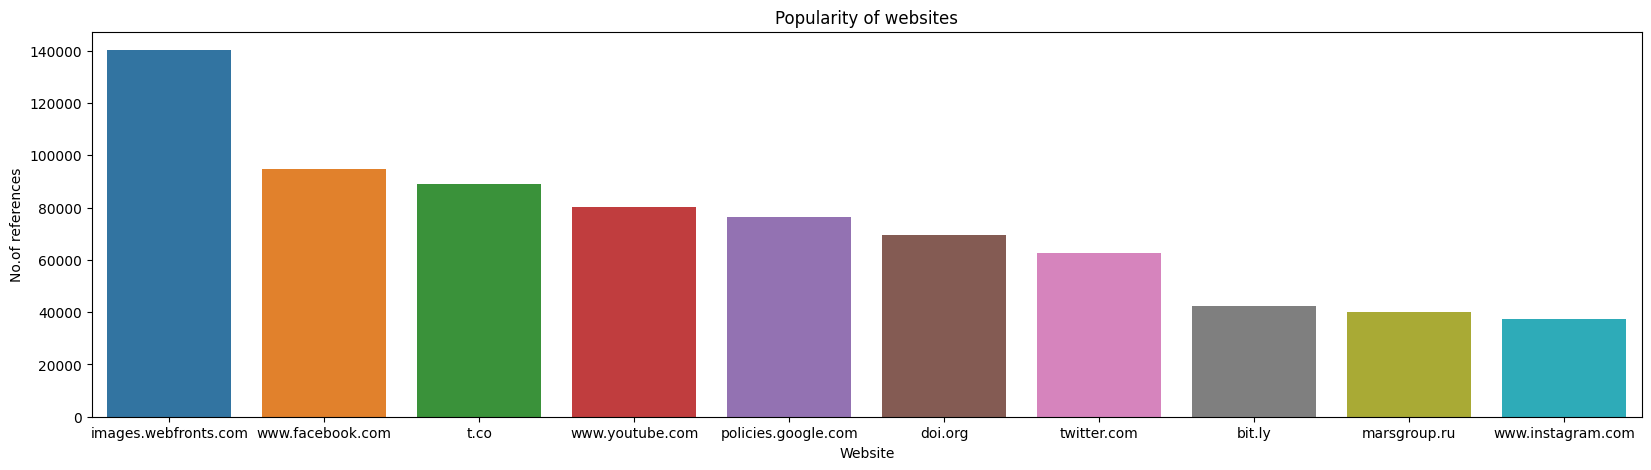 Popularity of websites
No.of references
140000
120000
100000
80000
60000
40000
20000
0
images.webfronts.com www.facebook.com t.co www.youtube.com policies.google.com doi.org twitter.com bit.ly marsgroup.ru www.instagram.com
Website